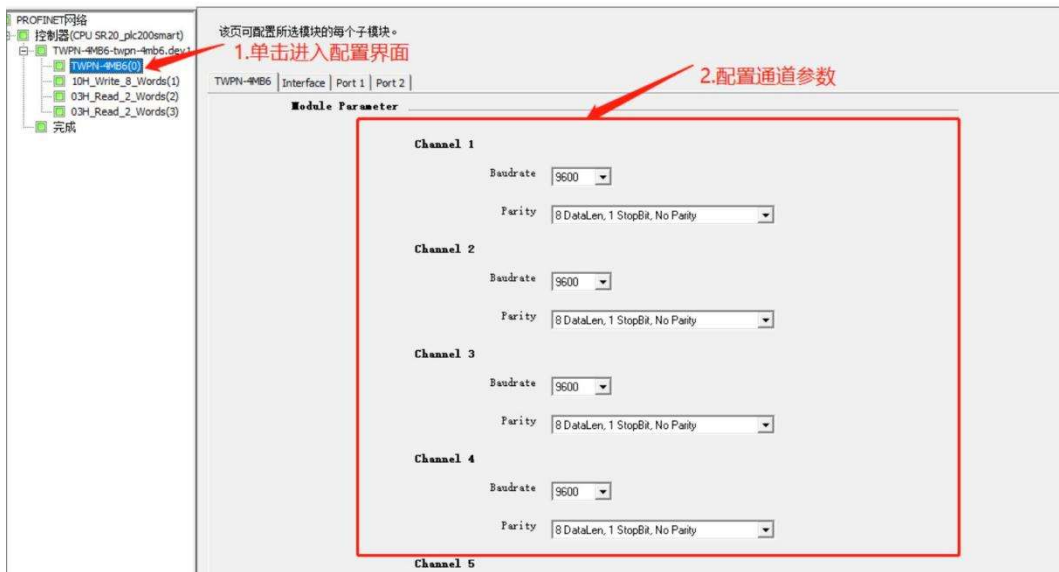 PROFINET网络
控制器(CPU SR20_plc200smart)
TWPN-4MB6-twpn-4mb6.dev1
TWPN-4MB6(0)
10H_Write_8_Words(1)
03H_Read_2_Words(2)
03H_Read_2_Words(3)
完成
该页可配置所选模块的每个子模块。
1.单击进入配置界面
2.配置通道参数
TWPN-4MB6 Interface Port 1 Port 2
Module Parameter
Channel 1
Baudrate 9600
Parity 8 DataLen, 1 StopBit, No Parity
Channel 2
Baudrate 9600
Parity 8 DataLen, 1 StopBit, No Parity
Channel 3
Baudrate 9600
Parity 8 DataLen, 1 StopBit, No Parity
Channel 4
Baudrate 9600
Parity 8 DataLen, 1 StopBit, No Parity
Channel 5